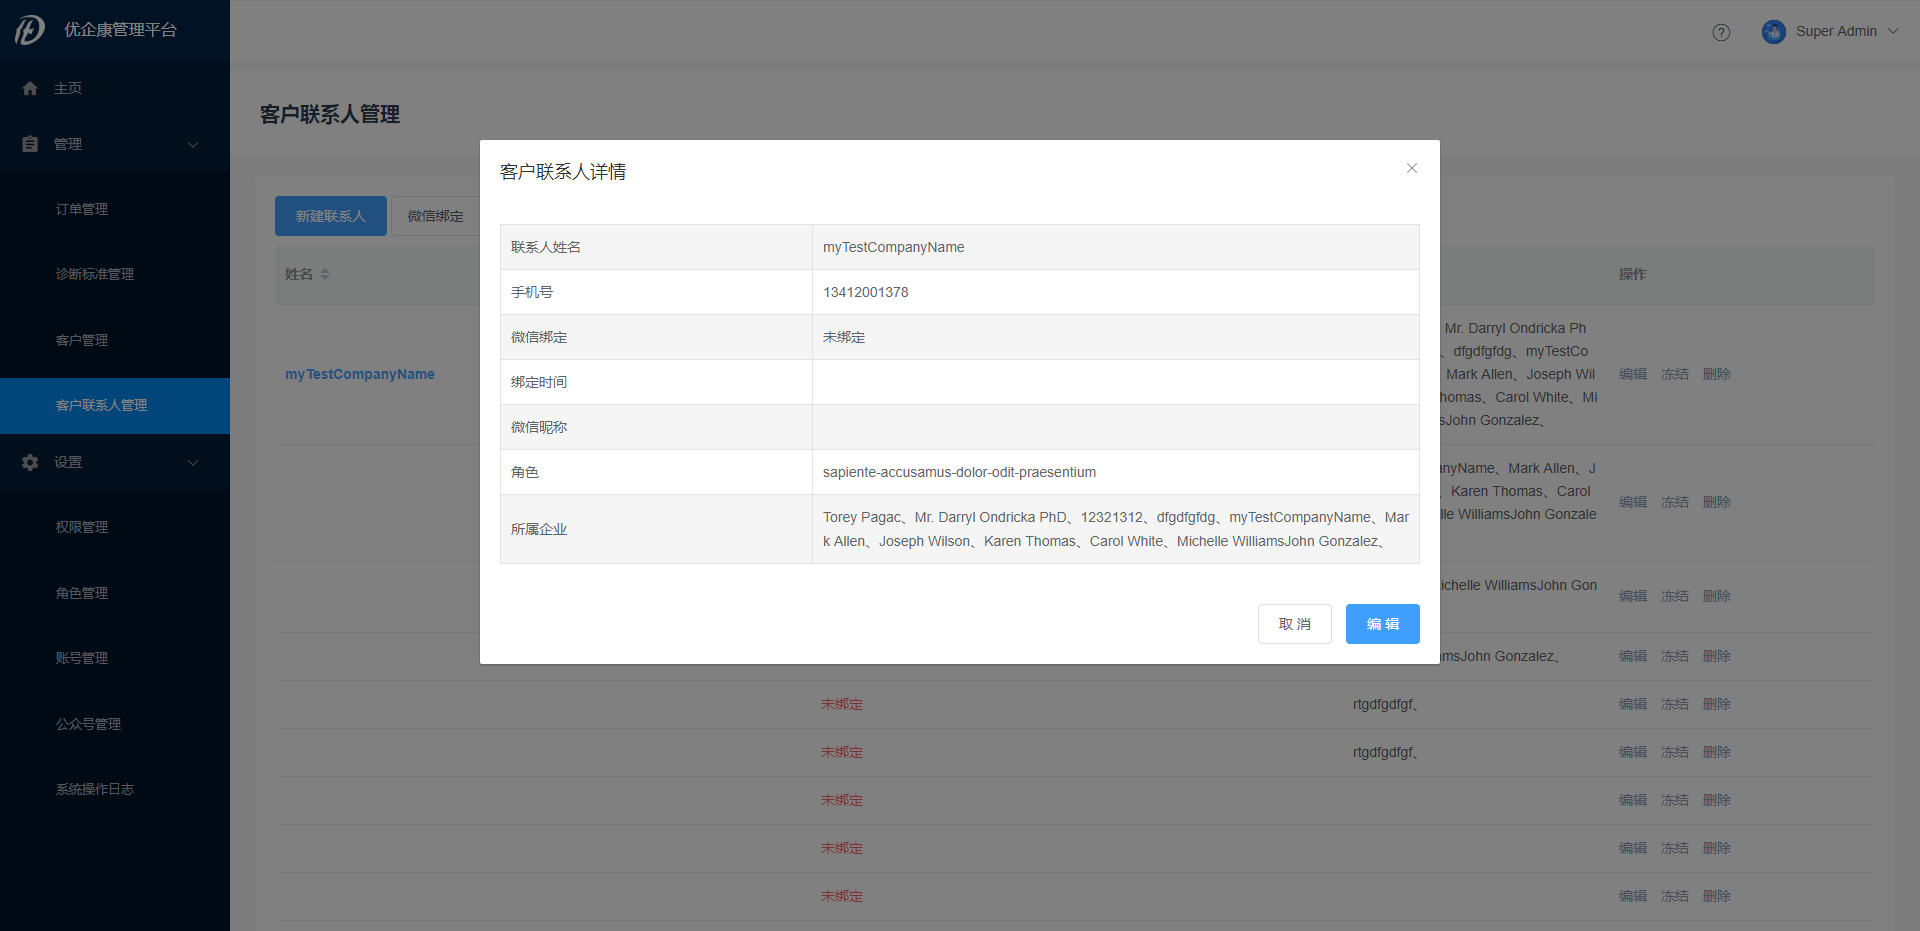 优企康管理平台
Super Admin
主页
管理
订单管理
诊断标准管理
客户管理
客户联系人管理
设置
权限管理
角色管理
账号管理
公众号管理
系统操作日志
客户联系人管理
新建联系人
微信绑定
姓名
操作
myTestCompanyName
Mr. Darryl Ondricka Ph
、dfgdfgfdg、myTestCo
Mark Allen、Joseph Wil
homas、Carol White、Mi
sJohn Gonzalez、
编辑 冻结 删除
anyName、Mark Allen、J
、Karen Thomas、Carol
lle WilliamsJohn Gonzale
编辑 冻结 删除
ichelle WilliamsJohn Gon
编辑 冻结 删除
msJohn Gonzalez、
编辑 冻结 删除
未绑定 rtgdfgdfgf、 编辑 冻结 删除
未绑定 rtgdfgdfgf、 编辑 冻结 删除
未绑定 编辑 冻结 删除
未绑定 编辑 冻结 删除
未绑定 编辑 冻结 删除
客户联系人详情
联系人姓名 myTestCompanyName
手机号 13412001378
微信绑定 未绑定
绑定时间
微信昵称
角色 sapiente-accusamus-dolor-odit-praesentium
所属企业
Torey Pagac、Mr. Darryl Ondricka PhD、12321312、dfgdfgfdg、myTestCompanyName、Mar
k Allen、Joseph Wilson、Karen Thomas、Carol White、Michelle WilliamsJohn Gonzalez、
取 消
编 辑